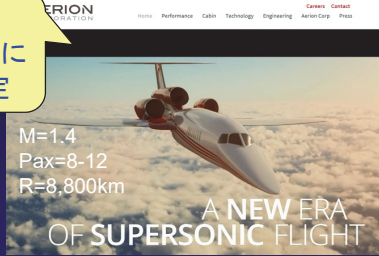 ERION
ORATION
Careers Contact
Home Performance Cabin Technology Engineering Aerion Corp Press
に
M=1.4
Pax=8-12
R=8,800km
A NEW ERA
OF SUPERSONIC FLIGHT